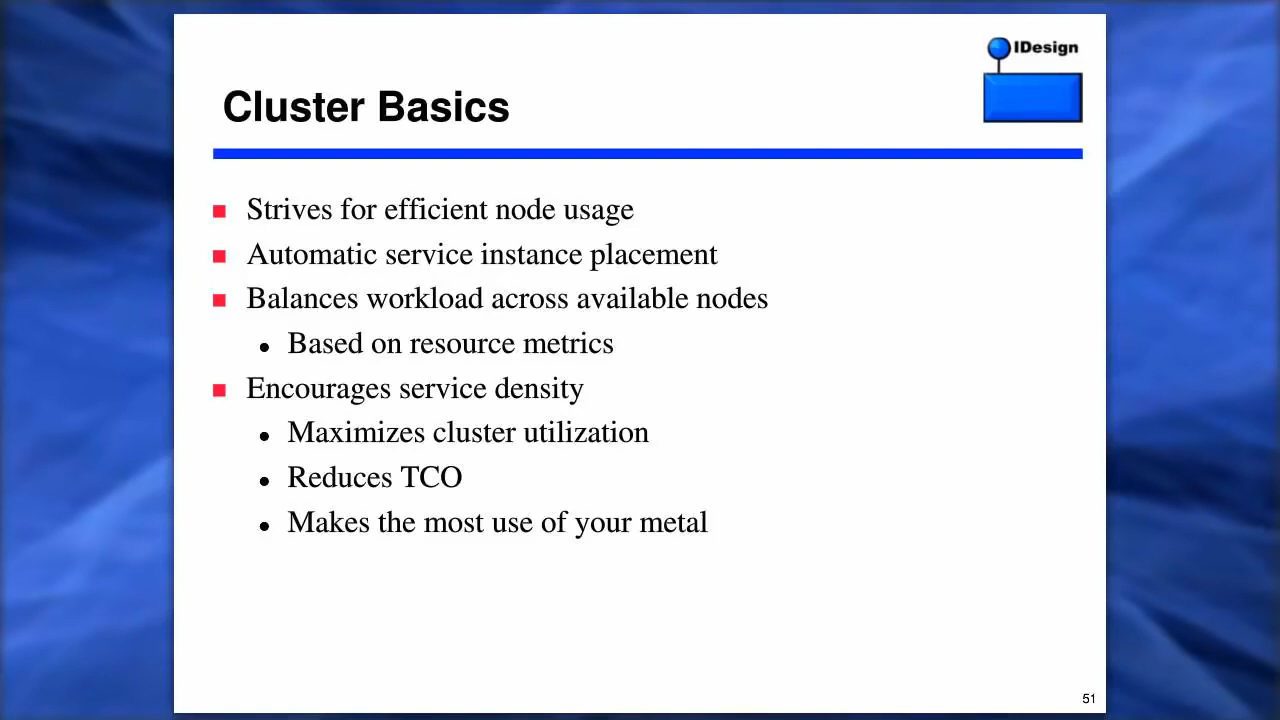 IDesign
Cluster Basics
Strives for efficient node usage
Automatic service instance placement
Balances workload across available nodes
Based on resource metrics
Encourages service density
Maximizes cluster utilization
Reduces TCO
Makes the most use of your metal
51